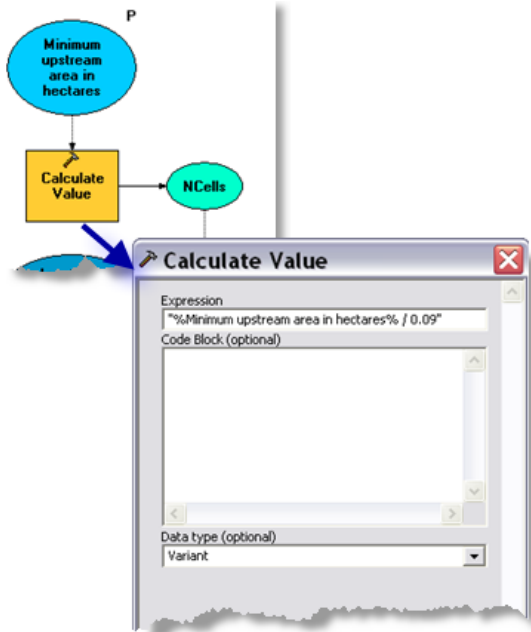 P
Minimum
upstream
area in
hectares
Calculate
Value
NCells
Calculate Value
Expression
"%Minimum upstream area in hectares% / 0.09"
Code Block (optional)
Data type (optional)
Variant